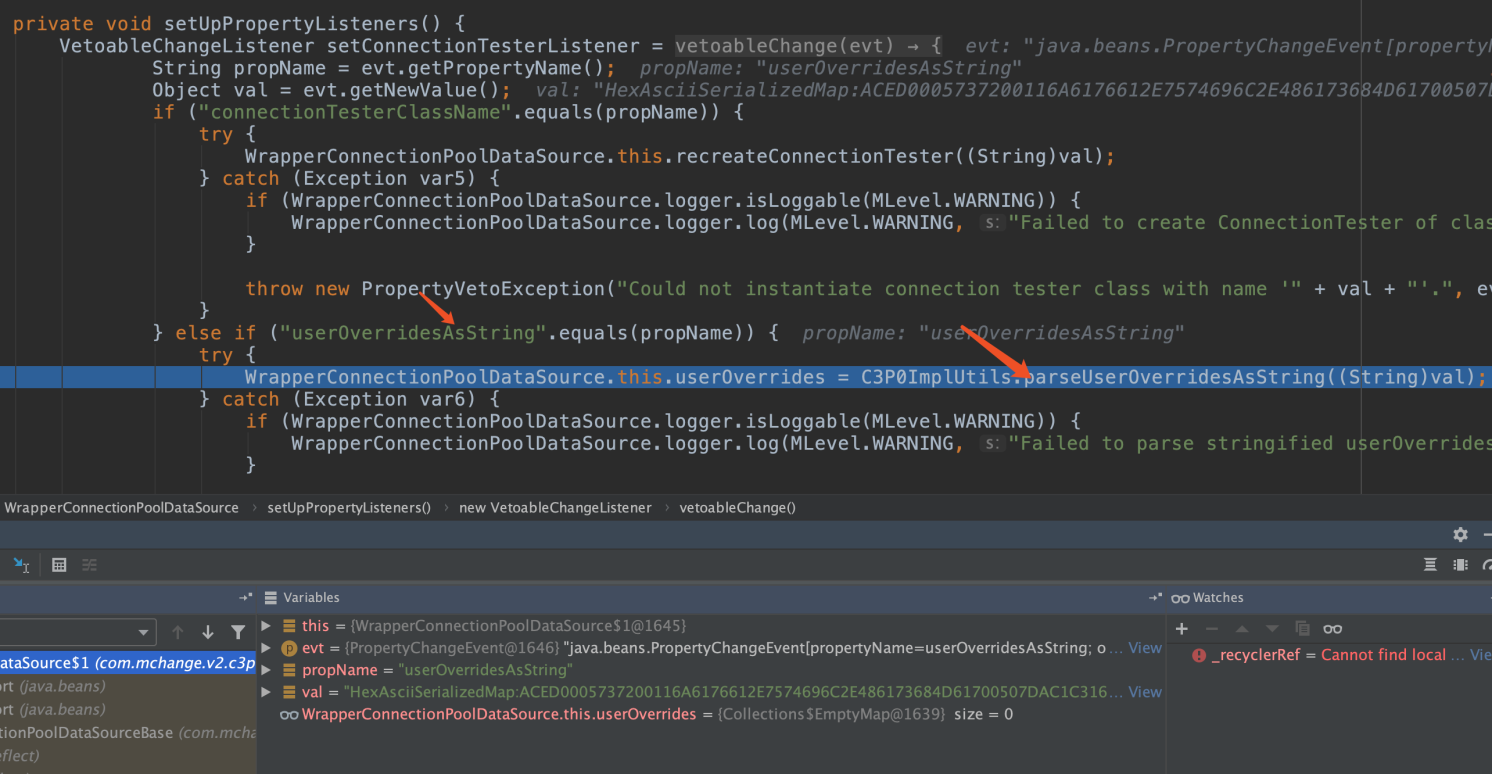 private void setUpPropertyListeners() {
VetoableChangeListener setConnectionTesterListener = vetoableChange(evt) → { evt: "java.beans.PropertyChangeEvent[property
String propName = evt.getPropertyName(); propName: "userOverridesAsString"
Object val = evt.getNewValue(); val: "HexAsciiSerializedMap:ACED0005737200116A6176612E7574696C2E486173684D61700507D
if ("connectionTesterClassName".equals(propName)) {
try {
WrapperConnectionPoolDataSource.this.recreateConnectionTester((String)val);
} catch (Exception var5) {
if (WrapperConnectionPoolDataSource.logger.isLoggable(MLevel.WARNING)) {
WrapperConnectionPoolDataSource.logger.log(MLevel.WARNING, s: "Failed to create ConnectionTester of clas
}
throw new PropertyVetoException("Could not instantiate connection tester class with name '" + val + "'.", ev
}
} else if ("userOverridesAsString".equals(propName)) { propName: "userOverridesAsString"
try {
WrapperConnectionPoolDataSource.this.userOverrides = C3P0ImplUtils.parseUserOverridesAsString((String)val);
} catch (Exception var6) {
if (WrapperConnectionPoolDataSource.logger.isLoggable(MLevel.WARNING)) {
WrapperConnectionPoolDataSource.logger.log(MLevel.WARNING, s: "Failed to parse stringified userOverrides
}
WrapperConnectionPoolDataSource › setUpPropertyListeners() › new VetoableChangeListener › vetoableChange()
Variables
Watches
this = {WrapperConnectionPoolDataSource$1@1645}
ataSource$1 (com.mchange.v2.c3p
evt = {PropertyChangeEvent@1646} "java.beans.PropertyChangeEvent[propertyName=userOverridesAsString; o... View
_recyclerRef = Cannot find local ... Vie
propName = "userOverridesAsString"
ort (java.beans)
val = "HexAsciiSerializedMap:ACED0005737200116A6176612E7574696C2E486173684D61700507DAC1C316... View
ort (java.beans)
WrapperConnectionPoolDataSource.this.userOverrides = {Collections$EmptyMap@1639} size = 0
tionPoolDataSourceBase (com.mcha
eflect)